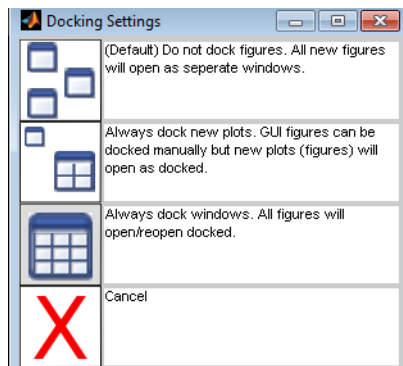 Docking Settings
(Default) Do not dock figures. All new figures
will open as seperate windows.
Always dock new plots. GUI figures can be
docked manually but new plots (figures) will
open as docked.
Always dock windows. All figures will
open/reopen docked.
Cancel